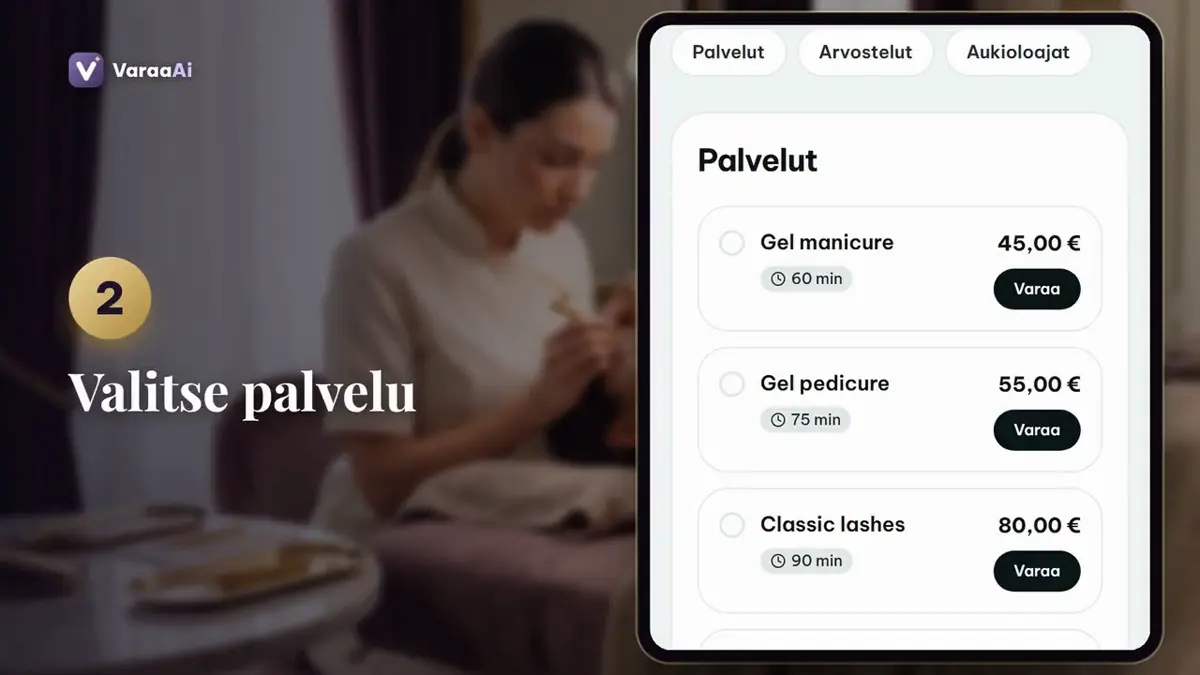 VaraaAi
2
Valitse palvelu
Palvelut
Arvostelut
Aukioloajat
Palvelut
Gel manicure
45,00 €
60 min
Varaa
Gel pedicure
55,00 €
75 min
Varaa
Classic lashes
80,00 €
90 min
Varaa